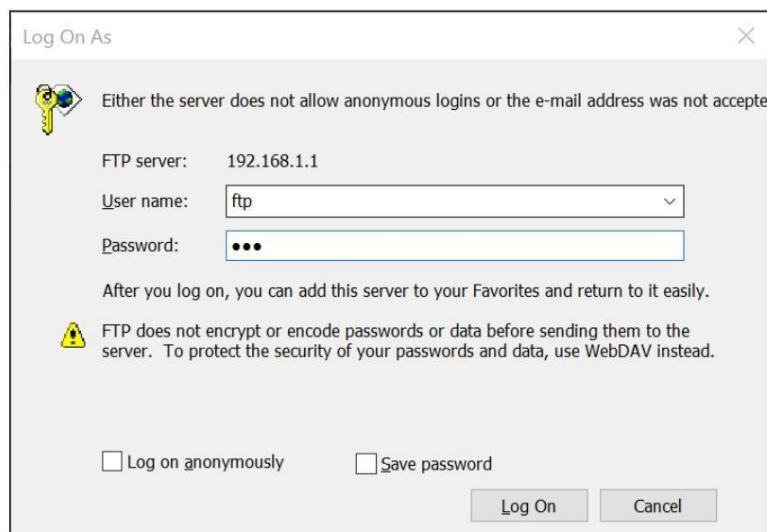 Log On As
Either the server does not allow anonymous logins or the e-mail address was not accepte
FTP server: 192.168.1.1
User name: ftp
Password: •••
After you log on, you can add this server to your Favorites and return to it easily.
FTP does not encrypt or encode passwords or data before sending them to the
server. To protect the security of your passwords and data, use WebDAV instead.
Log on anonymously Save password
Log On Cancel